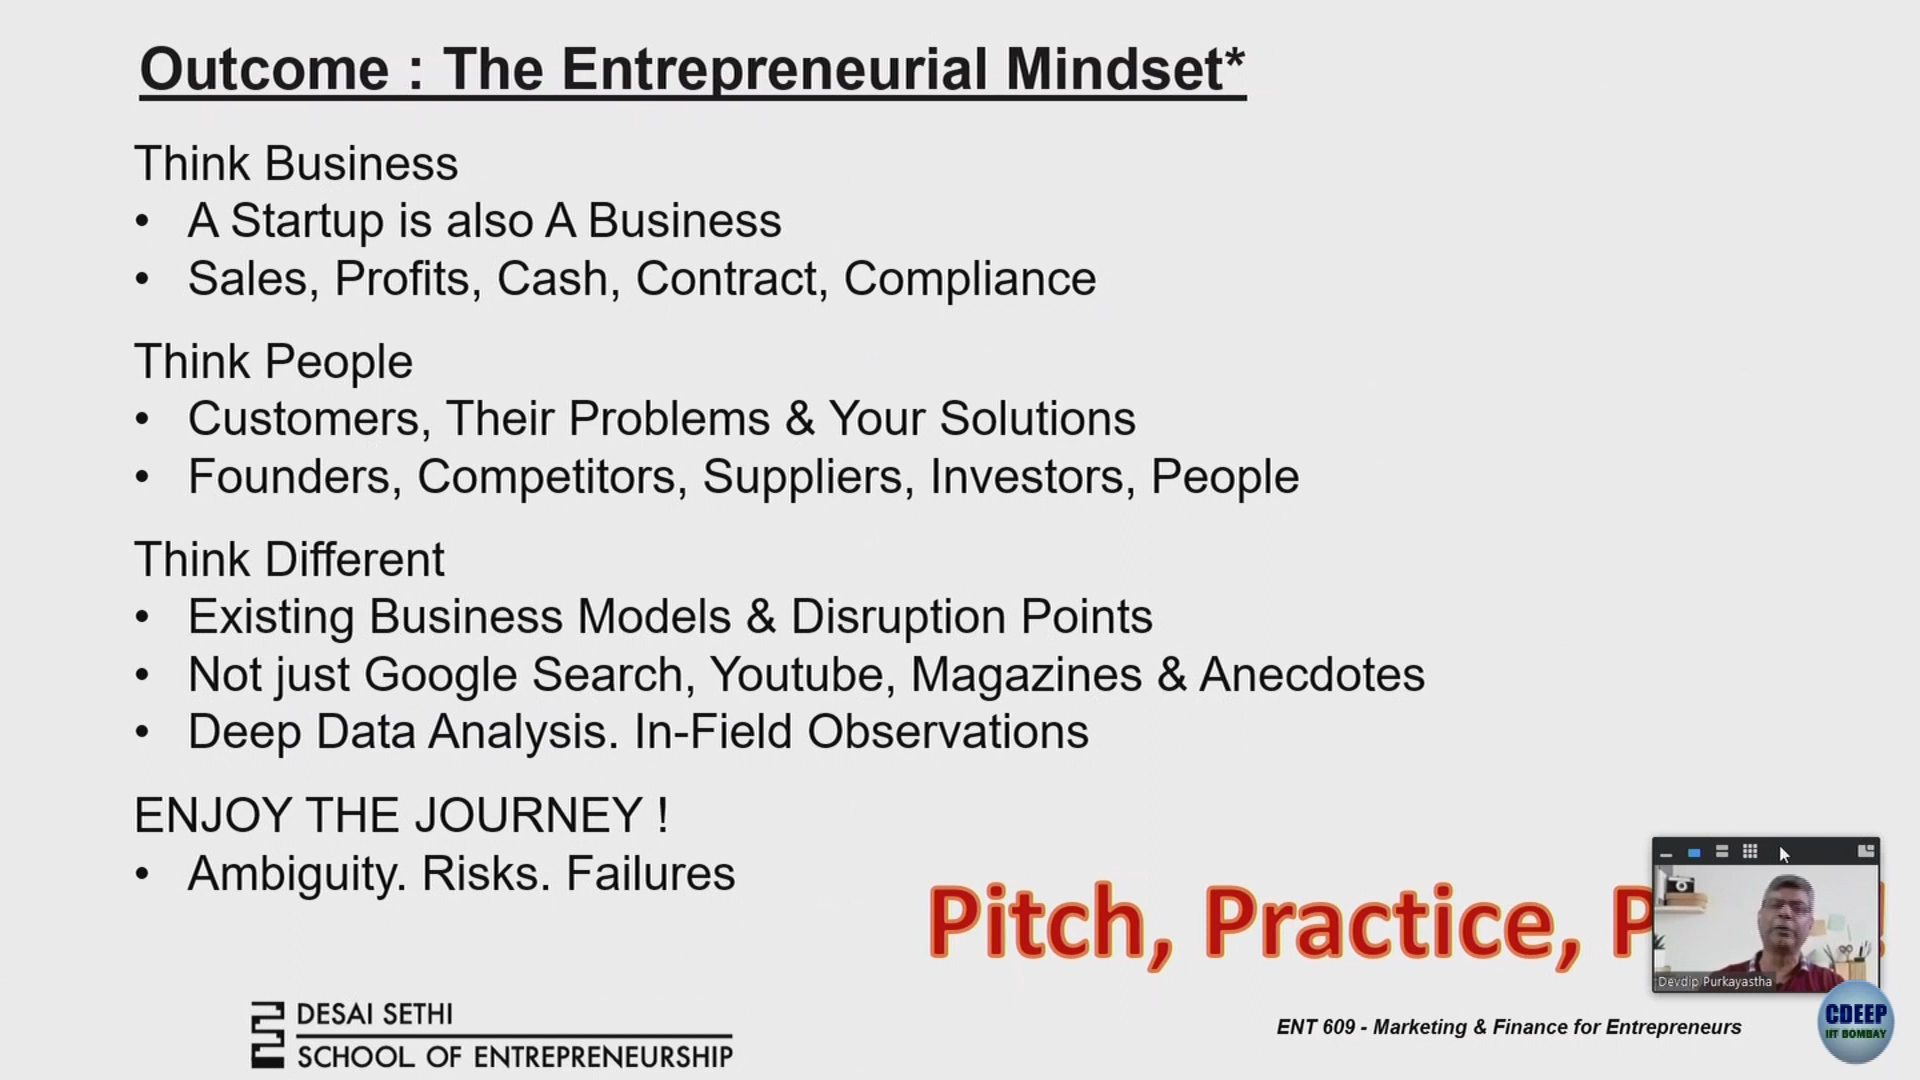 Outcome : The Entrepreneurial Mindset*
Think Business
• A Startup is also A Business
• Sales, Profits, Cash, Contract, Compliance
Think People
• Customers, Their Problems & Your Solutions
• Founders, Competitors, Suppliers, Investors, People
Think Different
• Existing Business Models & Disruption Points
• Not just Google Search, Youtube, Magazines & Anecdotes
• Deep Data Analysis. In-Field Observations
ENJOY THE JOURNEY !
• Ambiguity. Risks. Failures
Pitch, Practice,
Devdip Purkayastha
DESAI SETHI
SCHOOL OF ENTREPRENEURSHIP
ENT 609 - Marketing & Finance for Entrepreneurs
CDEEP
IIT BOMBAY